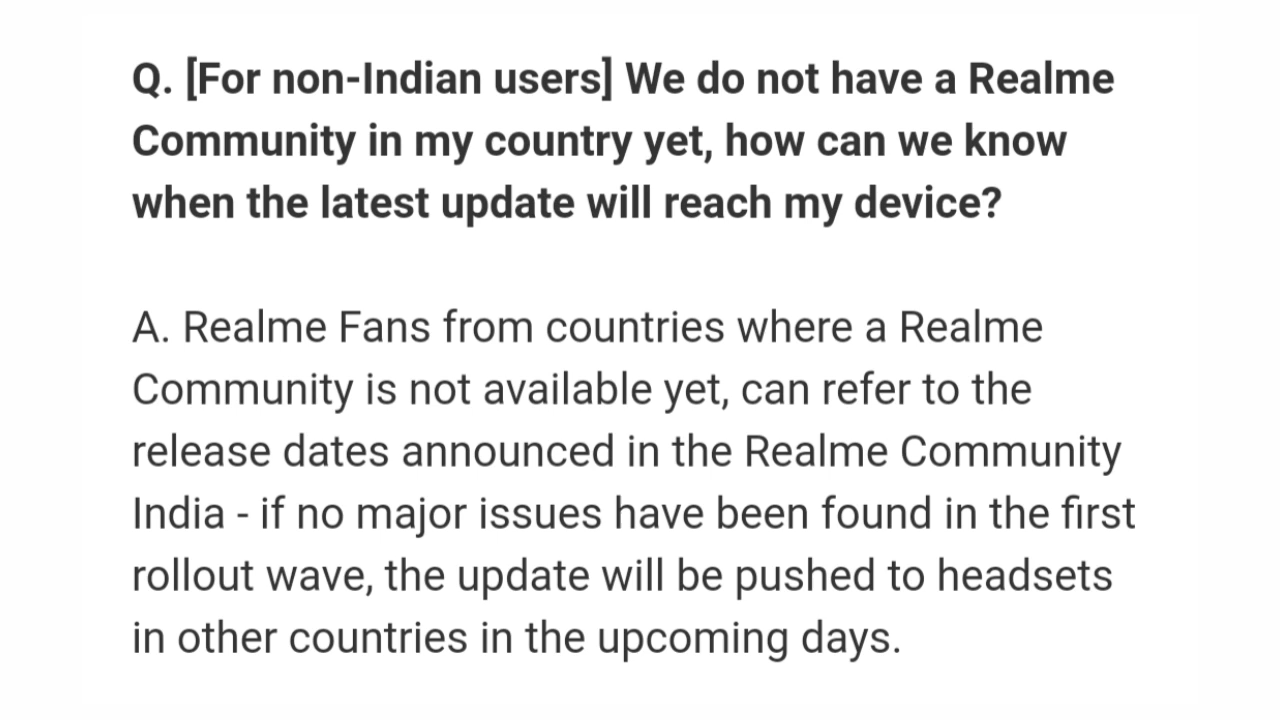 Q. [For non-Indian users] We do not have a Realme
Community in my country yet, how can we know
when the latest update will reach my device?
A. Realme Fans from countries where a Realme
Community is not available yet, can refer to the
release dates announced in the Realme Community
India - if no major issues have been found in the first
rollout wave, the update will be pushed to headsets
in other countries in the upcoming days.